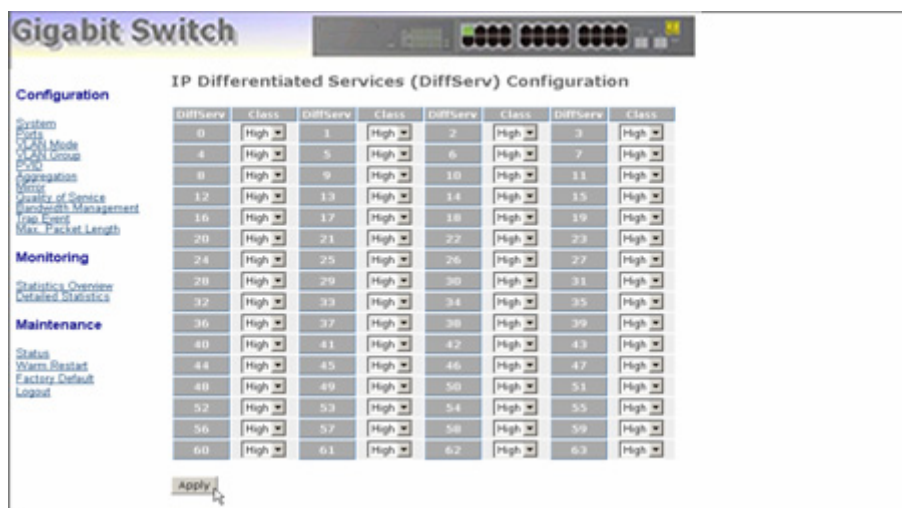 Gigabit Switch
IP Differentiated Services (DiffServ) Configuration
Configuration
System
Ports
VLAN Mode
VLAN Group
PVID
Aggregation
Mirror
Quality of Service
Bandwidth Management
Trap Event
Max. Packet Length
Monitoring
Statistics Overview
Detailed Statistics
Maintenance
Status
Warm Restart
Factory Default
Logout
DiffServ Class DiffServ Class DiffServ Class DiffServ Class
0 High 1 High 2 High 3 High
4 High 5 High 6 High 7 High
8 High 9 High 10 High 11 High
12 High 13 High 14 High 15 High
16 High 17 High 18 High 19 High
20 High 21 High 22 High 23 High
24 High 25 High 26 High 27 High
28 High 29 High 30 High 31 High
32 High 33 High 34 High 35 High
36 High 37 High 38 High 39 High
40 High 41 High 42 High 43 High
44 High 45 High 46 High 47 High
48 High 49 High 50 High 51 High
52 High 53 High 54 High 55 High
56 High 57 High 58 High 59 High
60 High 61 High 62 High 63 High
Apply